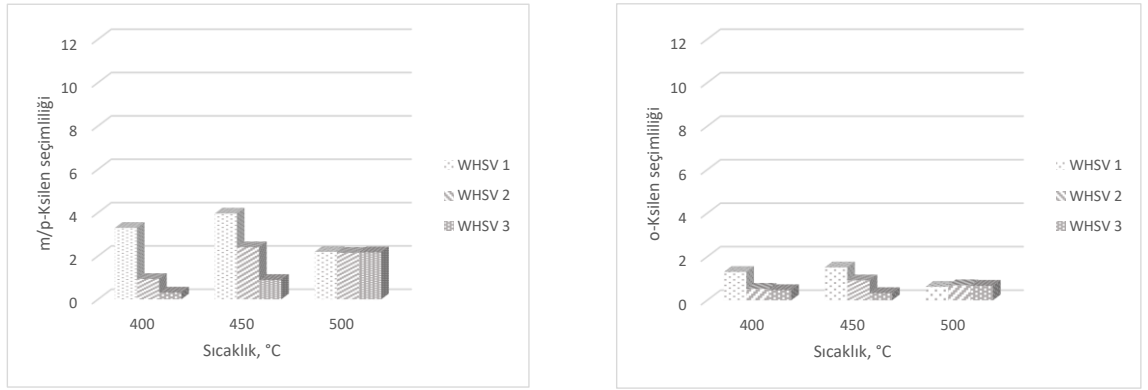 12
10
8
6
4
2
0
m/p-Ksilen seçimliliği
400
450
500
Sıcaklık, °C
WHSV 1
WHSV 2
WHSV 3
12
10
8
6
4
2
0
o-Ksilen seçimliliği
400
450
500
Sıcaklık, °C
WHSV 1
WHSV 2
WHSV 3